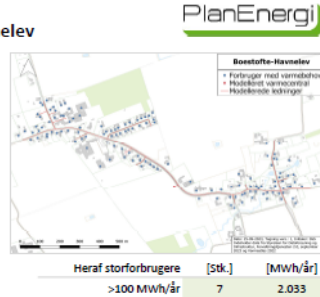 PlanEnergi
elev
Boestofte-Havnelev
Forbruger med varmebehov
Modelleret varmecentral
Modellerede ledninger
Heraf storforbrugere [Stk.] [MWh/år]
>100 MWh/år 7 2.033